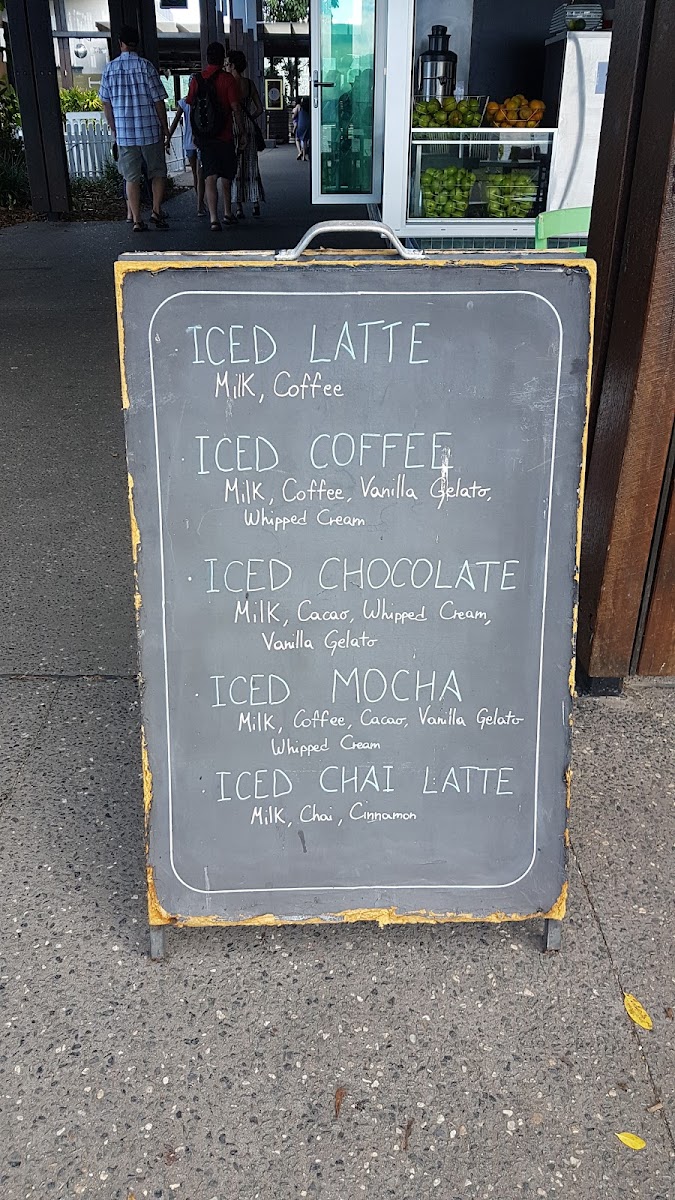 · ICED LATTE
Milk, Coffee
· ICED COFFEE
Milk, Coffee, Vanilla Gelato,
Whipped Cream
· ICED CHOCOLATE
Milk, Cacao, Whipped Cream,
Vanilla Gelato
· ICED MOCHA
Milk, Coffee, Cacao, Vanilla Gelato
Whipped Cream
· ICED CHAI LATTE
Milk, Chai, Cinnamon